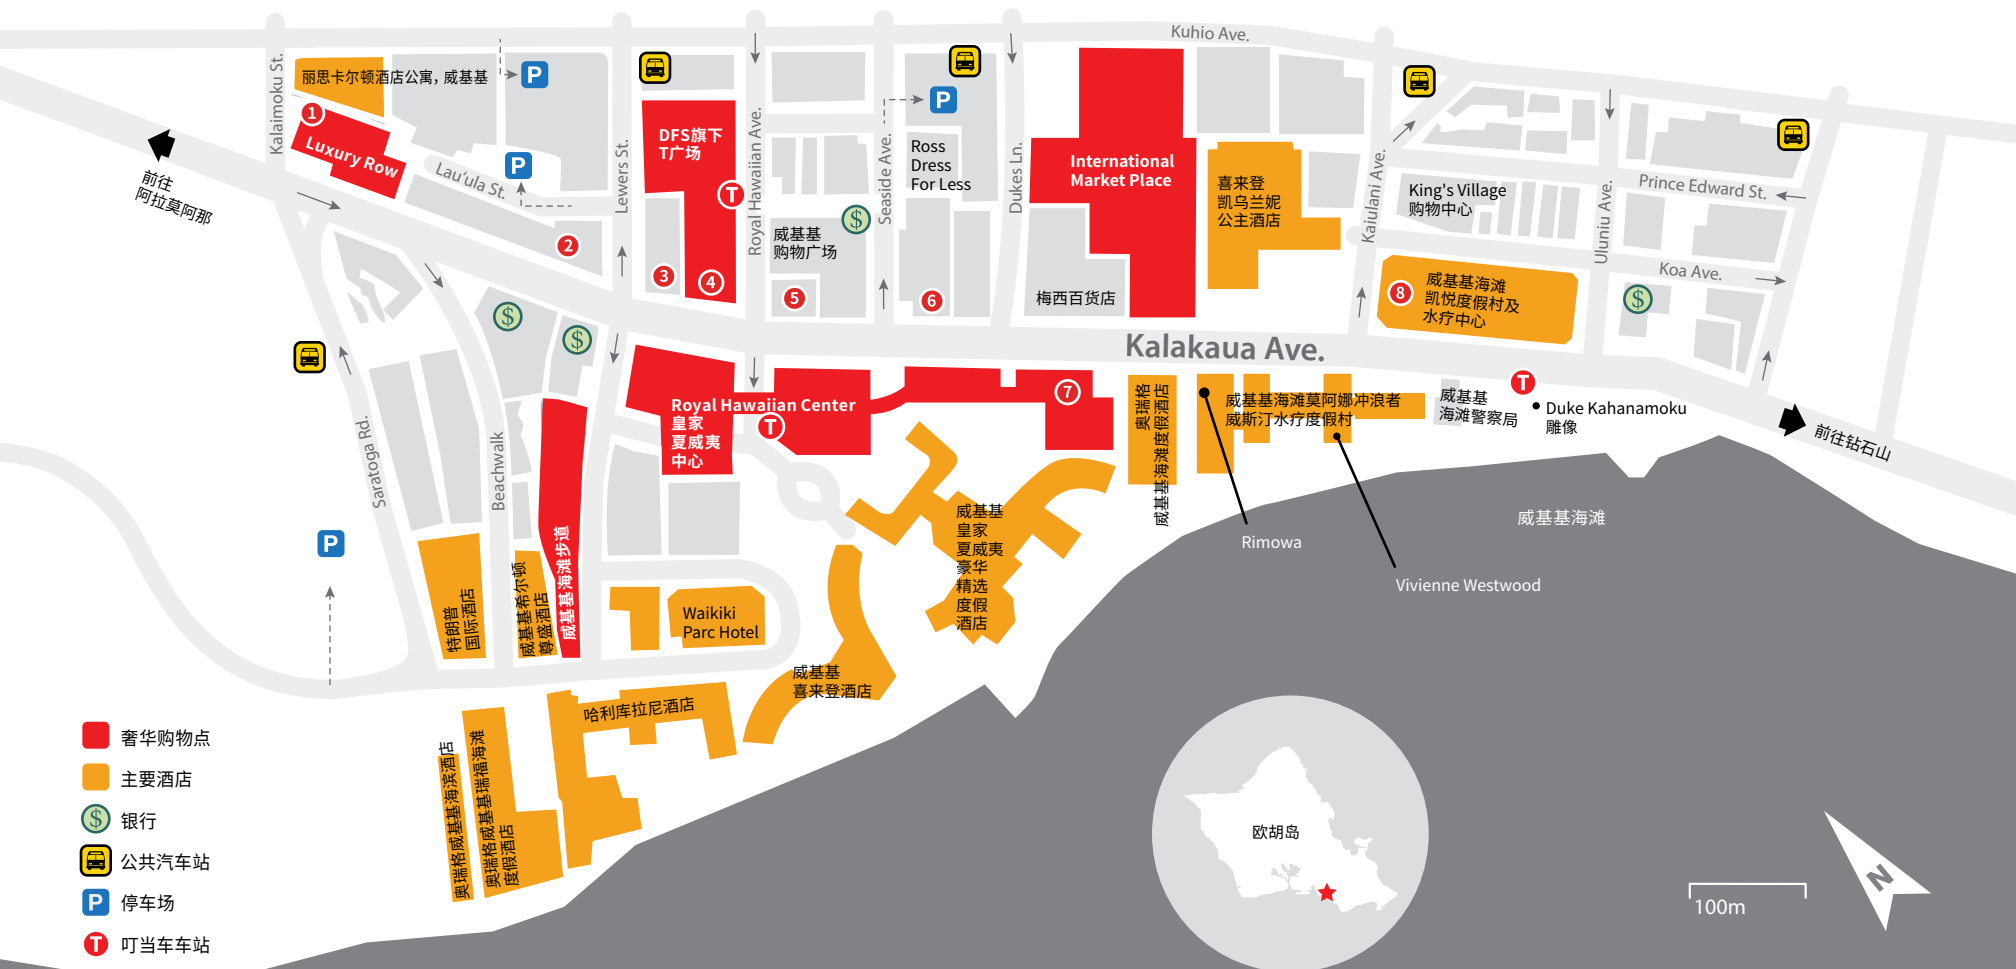 Kuhio Ave.
Kalaimoku St.
丽思卡尔顿酒店公寓，威基基
P
1
Luxury Row
前往
阿拉莫阿那
Lau'ula St.
P
2
Lewers St.
DFS旗下
T广场
T
3
4
Royal Hawaiian Ave.
威基基
购物广场
$
5
Seaside Ave.
P
Ross
Dress
For Less
6
Dukes Ln.
International
Market Place
梅西百货店
喜来登
凯乌兰妮
公主酒店
Kaiulani Ave.
King's Village
购物中心
Prince Edward St.
Uluniu Ave.
Koa Ave.
8
威基基海滩
凯悦度假村及
水疗中心
$
Kalakaua Ave.
$
$
Saratoga Rd.
Beachwalk
P
Royal Hawaiian Center
皇家
夏威夷
中心
T
7
奥瑞格
威基基海滩度假酒店
威基基海滩莫阿娜冲浪者
威斯汀水疗度假村
威基基
海滩警察局
T
Duke Kahanamoku
雕像
前往钻石山
Rimowa
Vivienne Westwood
威基基海滩
威基基
皇家
夏威夷
豪华
精选
度假
酒店
特朗普
国际酒店
威基基希尔顿
尊盛酒店
威基基海滩步道
Waikiki
Parc Hotel
威基基
喜来登酒店
哈利库拉尼酒店
奥瑞格威基基海滨酒店
奥瑞格威基基瑞福海滩
度假酒店
奢华购物点
主要酒店
$
银行
公共汽车站
P
停车场
T
叮当车车站
欧胡岛
100m
N